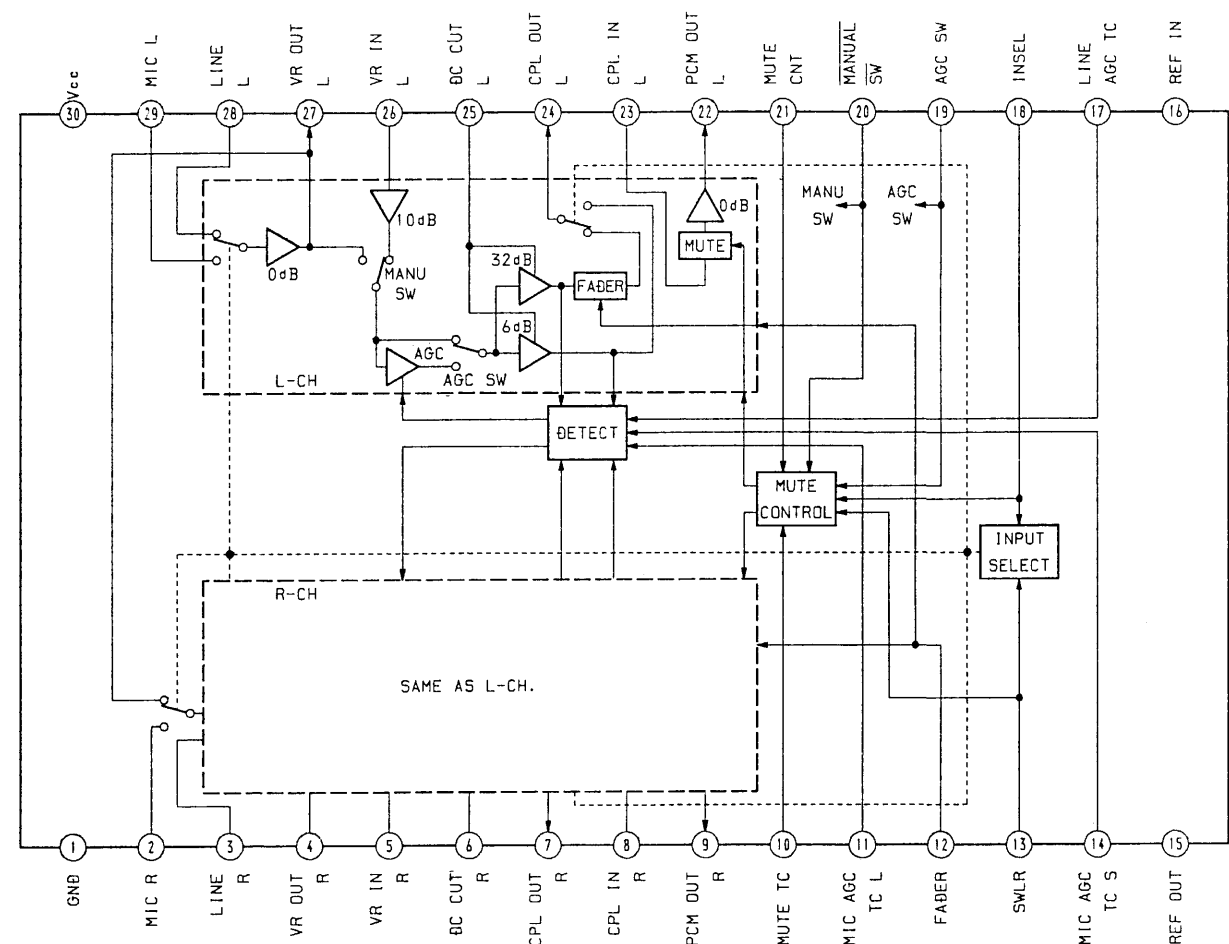 Vcc
MIC L
LINE
L
VR OUT
L
VR IN
L
DC CUT
L
CPL OUT
L
CPL IN
L
PCM OUT
L
MUTE
CNT
MANUAL
SW
AGC SW
INSEL
LINE
AGC TC
REF IN
30
29
28
27
26
25
24
23
22
21
20
19
18
17
16
10dB
0dB
MANU
SW
AGC
SW
MUTE
0dB
MANU
SW
32dB
FADER
6dB
AGC
AGC SW
L-CH
DETECT
MUTE
CONTROL
INPUT
SELECT
R-CH
SAME AS L-CH.
1
2
3
4
5
6
7
8
9
10
11
12
13
14
15
GND
MIC R
LINE
R
VR OUT
R
VR IN
R
DC CUT
R
CPL OUT
R
CPL IN
R
PCM OUT
R
MUTE TC
MIC AGC
TC L
FADER
SWLR
MIC AGC
TC S
REF OUT